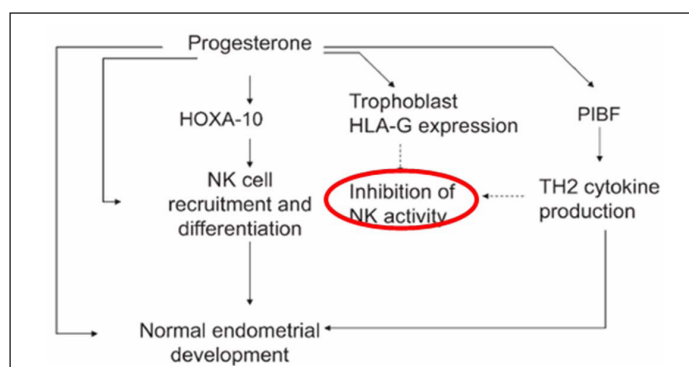 Progesterone
HOXA-10
Trophoblast
HLA-G expression
PIBF
NK cell
recruitment and
differentiation
Inhibition of
NK activity
TH2 cytokine
production
Normal endometrial
development